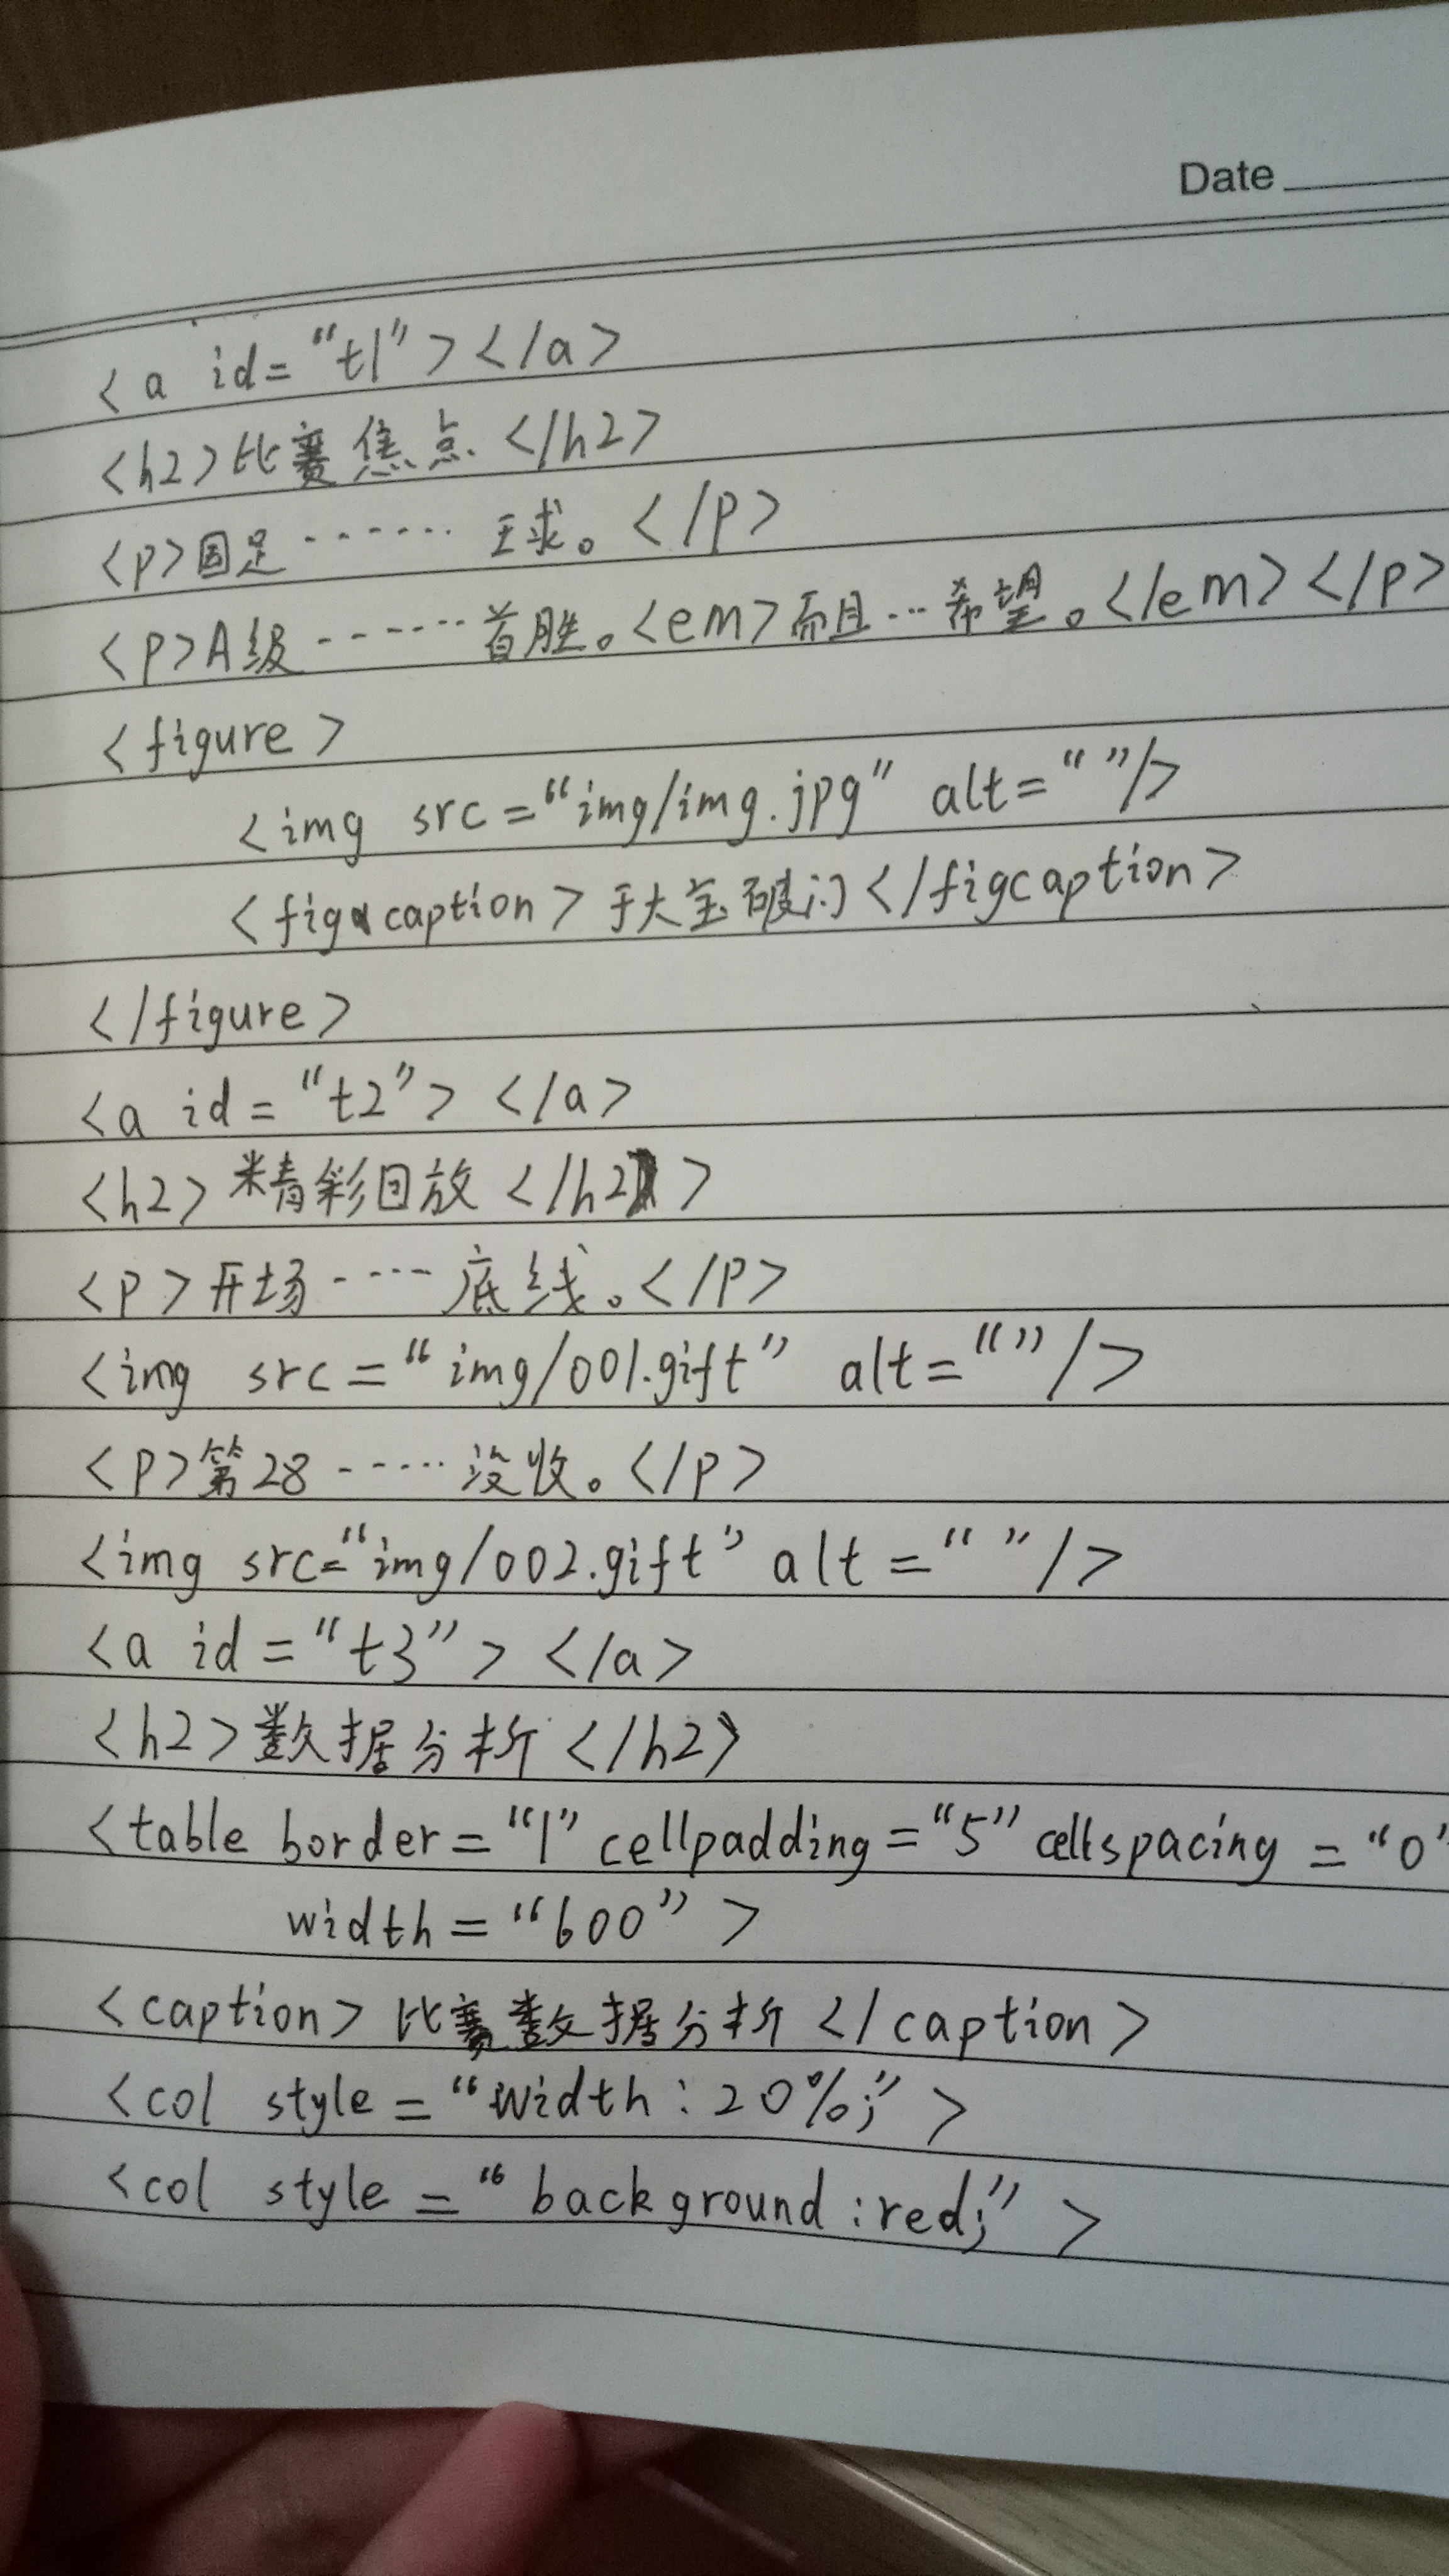 Date
<a id="t1"></a>
<h2>比赛焦点</h2>
<p>国足……王求。</p>
<p>A级……首胜。<em>而且…希望。</em></p>
<figure>
<img src="img/img.jpg" alt=" "/>
<figcaption>于大宝破门</figcaption>
</figure>
<a id="t2"></a>
<h2>精彩回放</h2>
<p>开场……底线。</p>
<img src="img/001.gift" alt=""/>
<p>第28……没收。</p>
<img src="img/002.gift" alt=" "/>
<a id="t3"></a>
<h2>数据分析</h2>
<table border="1" cellpadding="5" cellspacing="0"
width="600">
<caption>比赛数据分析</caption>
<col style="width:20%;">
<col style="background:red;">